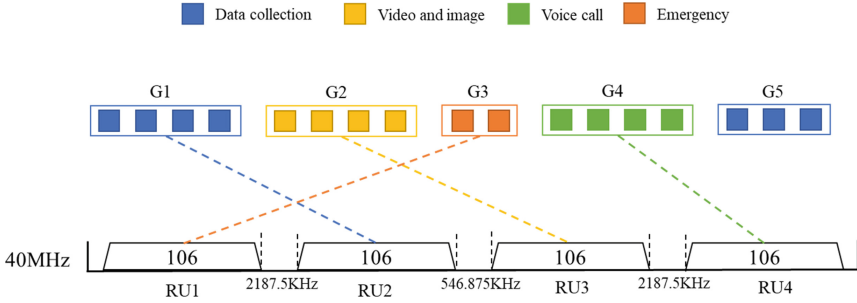 Data collection Video and image Voice call Emergency
G1 G2 G3 G4 G5
40MHz 106 106 106 106
RU1 2187.5KHz RU2 546.875KHz RU3 2187.5KHz RU4